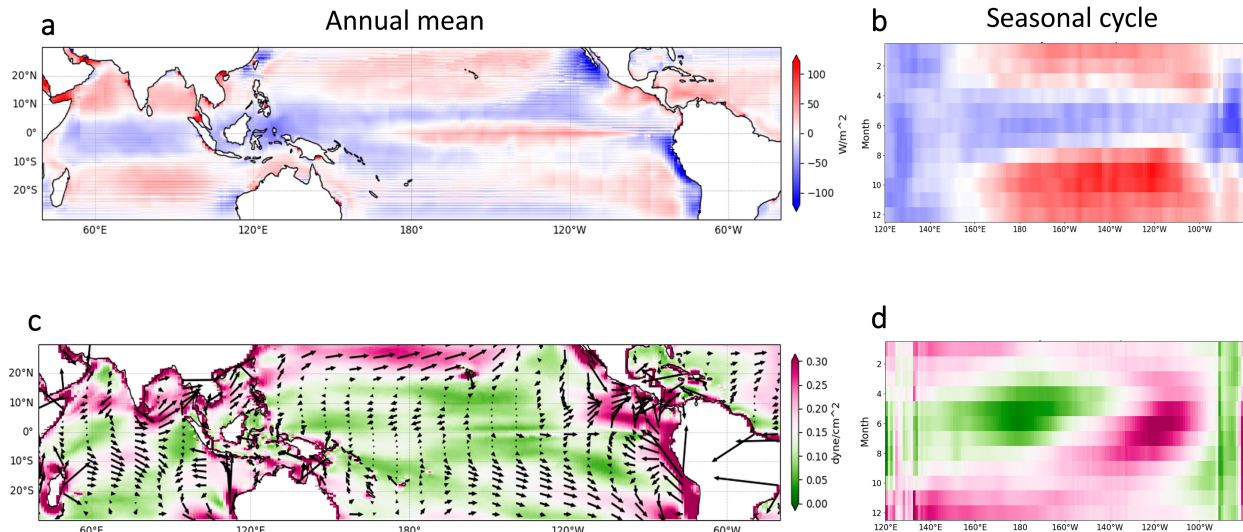 Annual mean
Seasonal cycle
a
b
20°N
10°N
0°
10°S
20°S
60°E
120°E
180°
120°W
60°W
100
50
0
−50
−100
W/m^2
Month
2
4
6
8
10
12
120°E
140°E
160°E
180
160°W
140°W
120°W
100°W
c
d
20°N
10°N
0°
10°S
20°S
60°E
120°E
180°
120°W
60°W
0.30
0.25
0.20
0.15
0.10
0.05
0.00
dyne/cm^2
Month
2
4
6
8
10
12
120°E
140°E
160°E
180
160°W
140°W
120°W
100°W